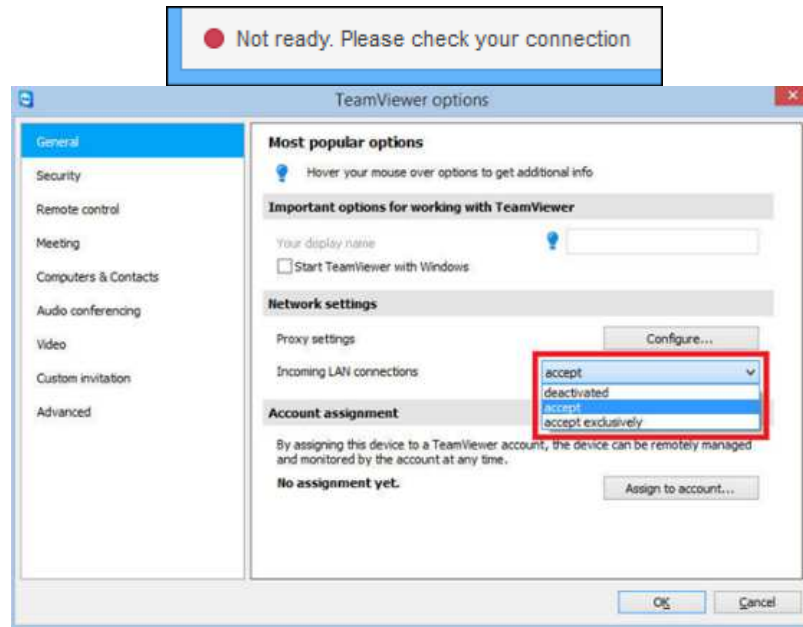 Not ready. Please check your connection
TeamViewer options
General
Security
Remote control
Meeting
Computers & Contacts
Audio conferencing
Video
Custom invitation
Advanced
Most popular options
Hover your mouse over options to get additional info
Important options for working with TeamViewer
Your display name
Start TeamViewer with Windows
Network settings
Proxy settings
Configure...
Incoming LAN connections
accept
deactivated
accept
accept exclusively
Account assignment
By assigning this device to a TeamViewer account, the device can be remotely managed
and monitored by the account at any time.
No assignment yet.
Assign to account...
OK
Cancel